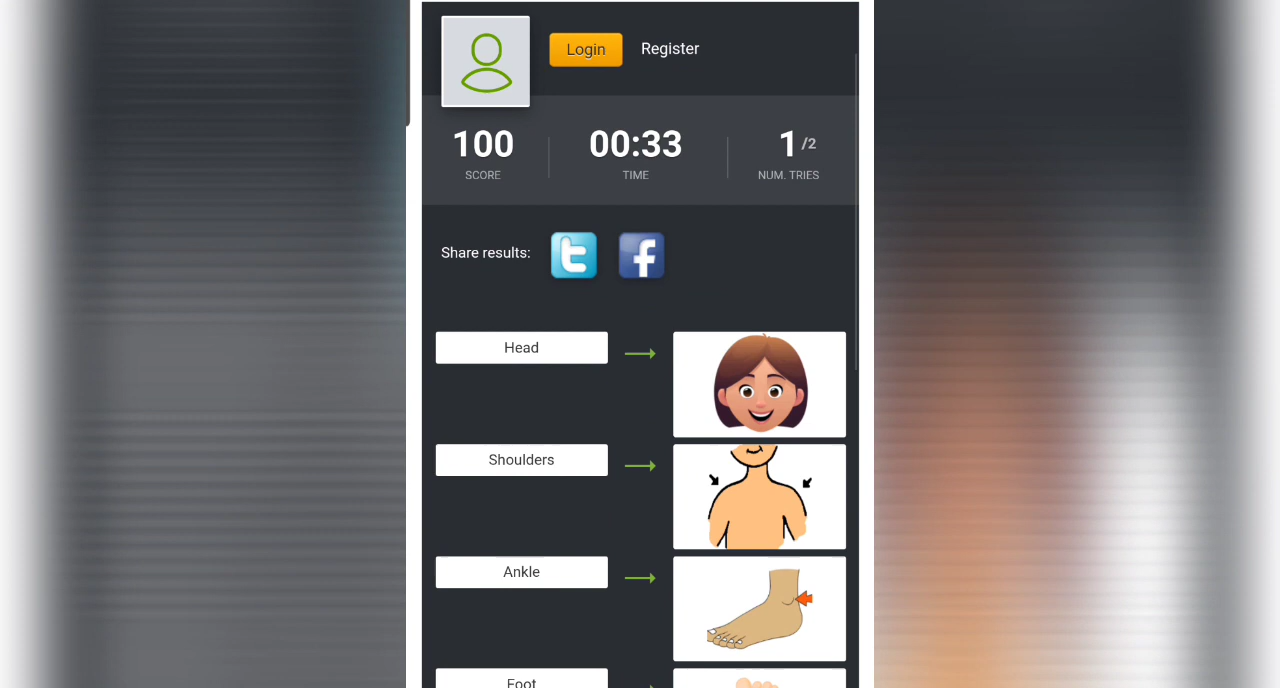 Login
Register
100
00:33
1 /2
SCORE
TIME
NUM. TRIES
Share results:
Head
Shoulders
Ankle
Foot